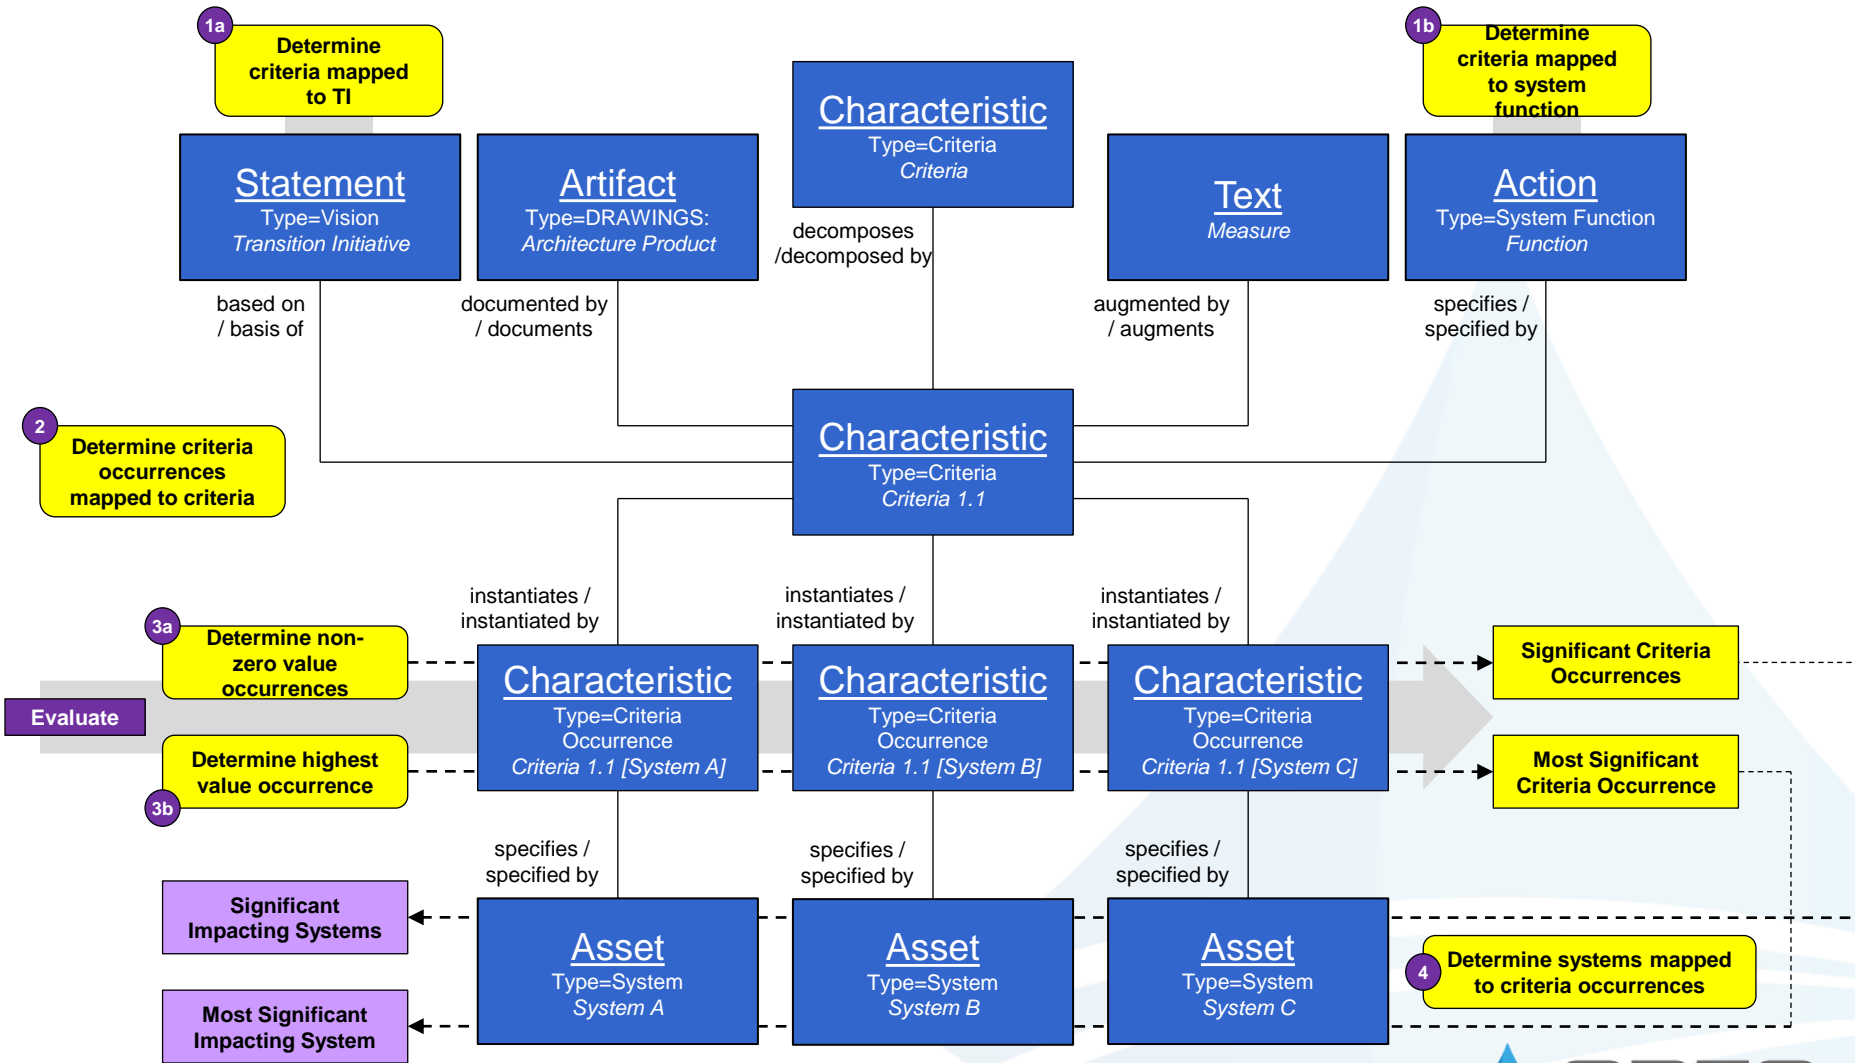 1a
Determine
criteria mapped
to TI
1b
Determine
criteria mapped
to system
function
Characteristic
Type=Criteria
Criteria
Statement
Type=Vision
Transition Initiative
Artifact
Type=DRAWINGS:
Architecture Product
Text
Measure
Action
Type=System Function
Function
decomposes
/decomposed by
based on
/ basis of
documented by
/ documents
augmented by
/ augments
specifies /
specified by
2
Determine criteria
occurrences
mapped to criteria
Characteristic
Type=Criteria
Criteria 1.1
instantiates /
instantiated by
instantiates /
instantiated by
instantiates /
instantiated by
3a
Determine non-
zero value
occurrences
Evaluate
Determine highest
value occurrence
3b
Characteristic
Type=Criteria
Occurrence
Criteria 1.1 [System A]
Characteristic
Type=Criteria
Occurrence
Criteria 1.1 [System B]
Characteristic
Type=Criteria
Occurrence
Criteria 1.1 [System C]
Significant Criteria
Occurrences
Most Significant
Criteria Occurrence
specifies /
specified by
specifies /
specified by
specifies /
specified by
Significant
Impacting Systems
Most Significant
Impacting System
Asset
Type=System
System A
Asset
Type=System
System B
Asset
Type=System
System C
4
Determine systems mapped
to criteria occurrences